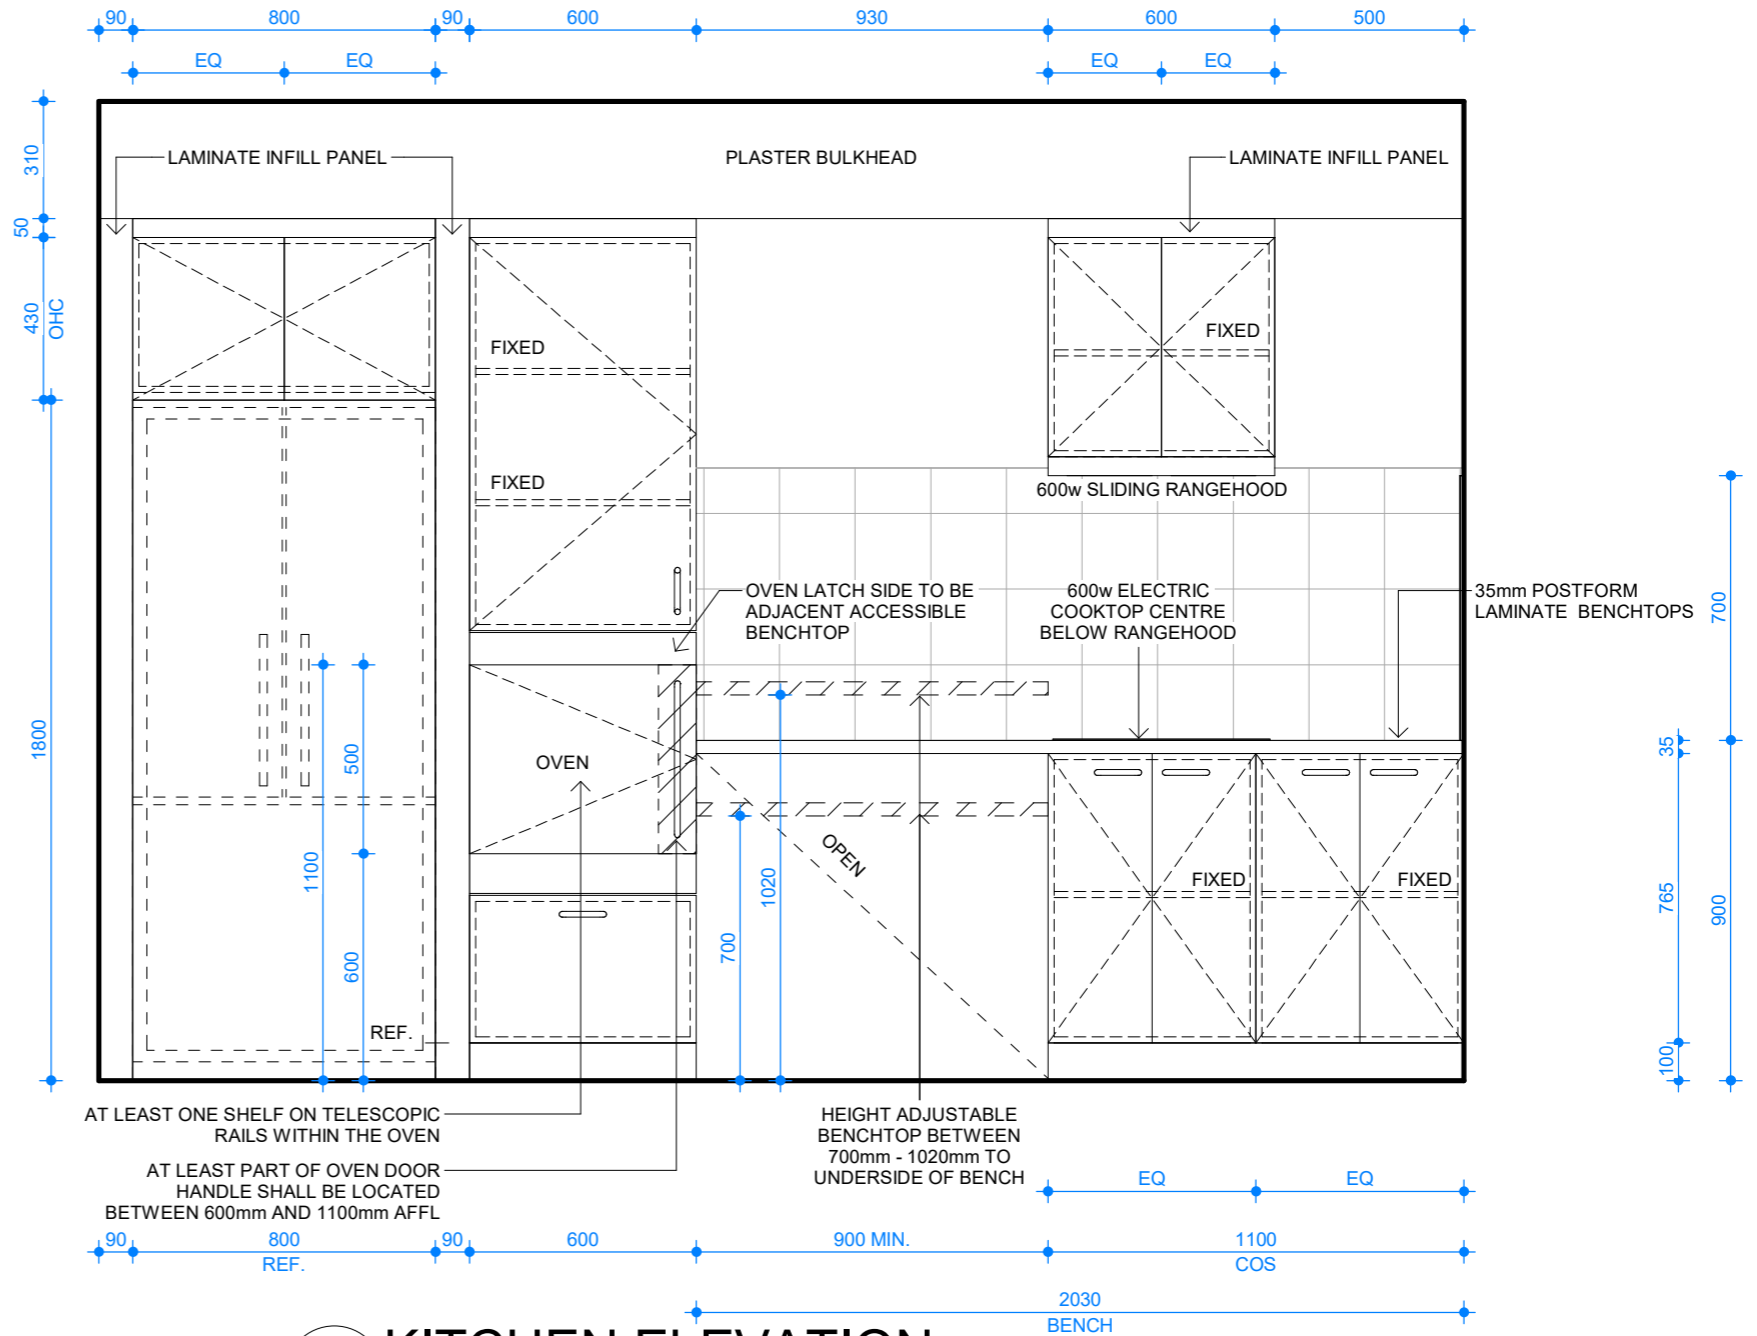 90 800 90 600 930 600 500
EQ EQ EQ EQ
310
50
430
OHC
1800
LAMINATE INFILL PANEL
PLASTER BULKHEAD
LAMINATE INFILL PANEL
FIXED
FIXED
FIXED
600w SLIDING RANGEHOOD
OVEN LATCH SIDE TO BE
ADJACENT ACCESSIBLE
BENCHTOP
600w ELECTRIC
COOKTOP CENTRE
BELOW RANGEHOOD
35mm POSTFORM
LAMINATE BENCHTOPS
700
35
765
900
100
OVEN
500
1100
600
1020
700
OPEN
FIXED
FIXED
REF.
AT LEAST ONE SHELF ON TELESCOPIC
RAILS WITHIN THE OVEN
AT LEAST PART OF OVEN DOOR
HANDLE SHALL BE LOCATED
BETWEEN 600mm AND 1100mm AFFL
HEIGHT ADJUSTABLE
BENCHTOP BETWEEN
700mm - 1020mm TO
UNDERSIDE OF BENCH
EQ EQ
90 800 90 600 900 MIN. 1100
REF. COS
2030
BENCH
KITCHEN ELEVATION